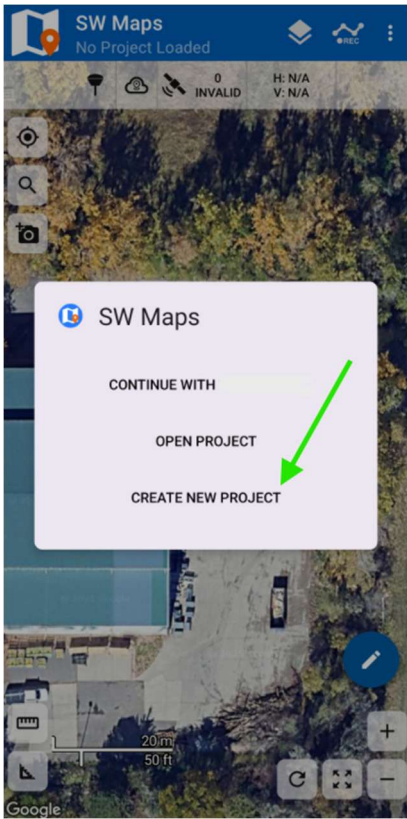 SW Maps
No Project Loaded
REC
0
INVALID
H: N/A
V: N/A
SW Maps
CONTINUE WITH
OPEN PROJECT
CREATE NEW PROJECT
20 m
50 ft
Google